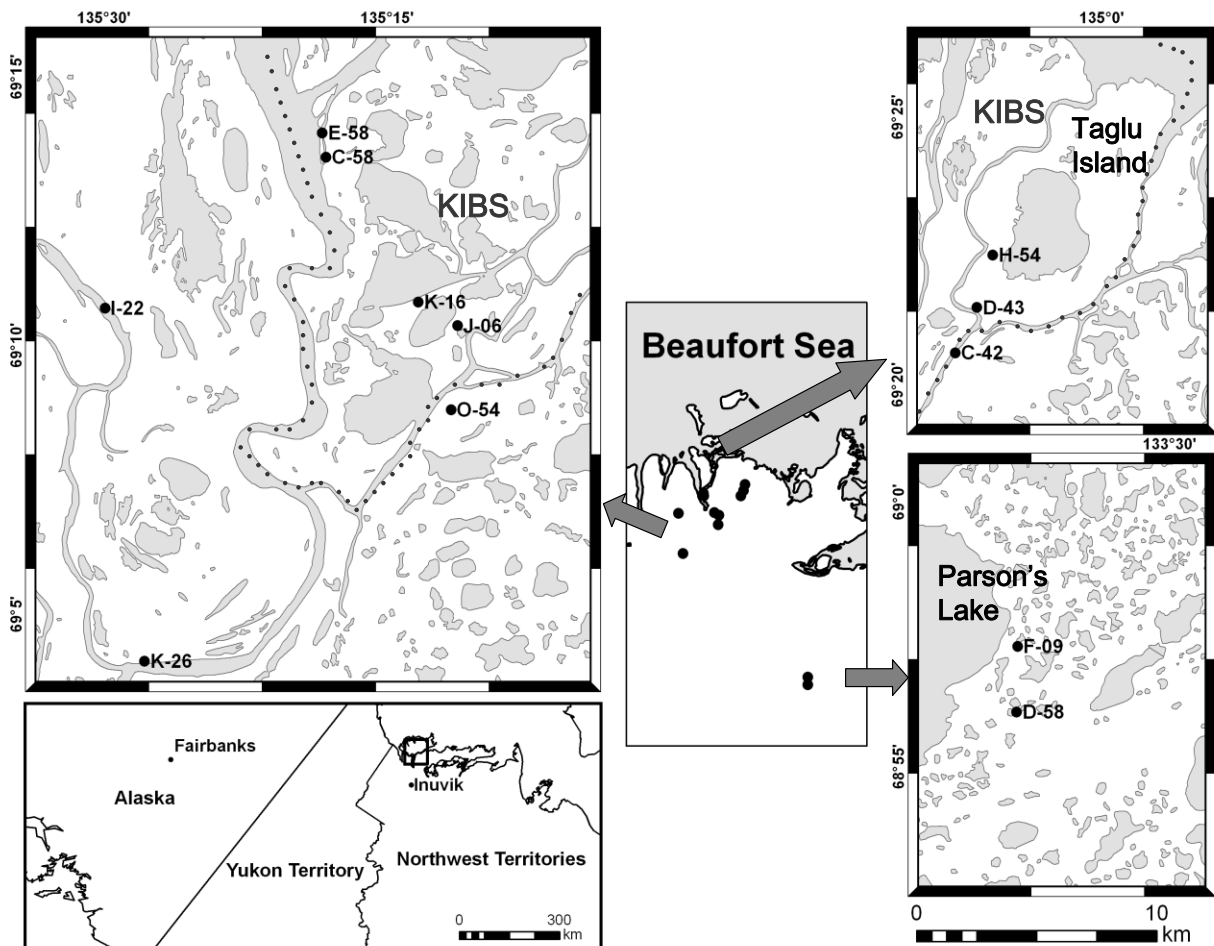 135°30'
135°15'
69°15'
69°10'
69°5'
E-58
C-58
KIBS
I-22
K-16
J-06
O-54
K-26
Fairbanks
Alaska
Inuvik
Yukon Territory
Northwest Territories
0
300
km
Beaufort Sea
135°0'
69°25'
69°20'
KIBS
Taglu
Island
H-54
D-43
C-42
133°30'
69°0'
68°55'
Parson's
Lake
F-09
D-58
0
10
km